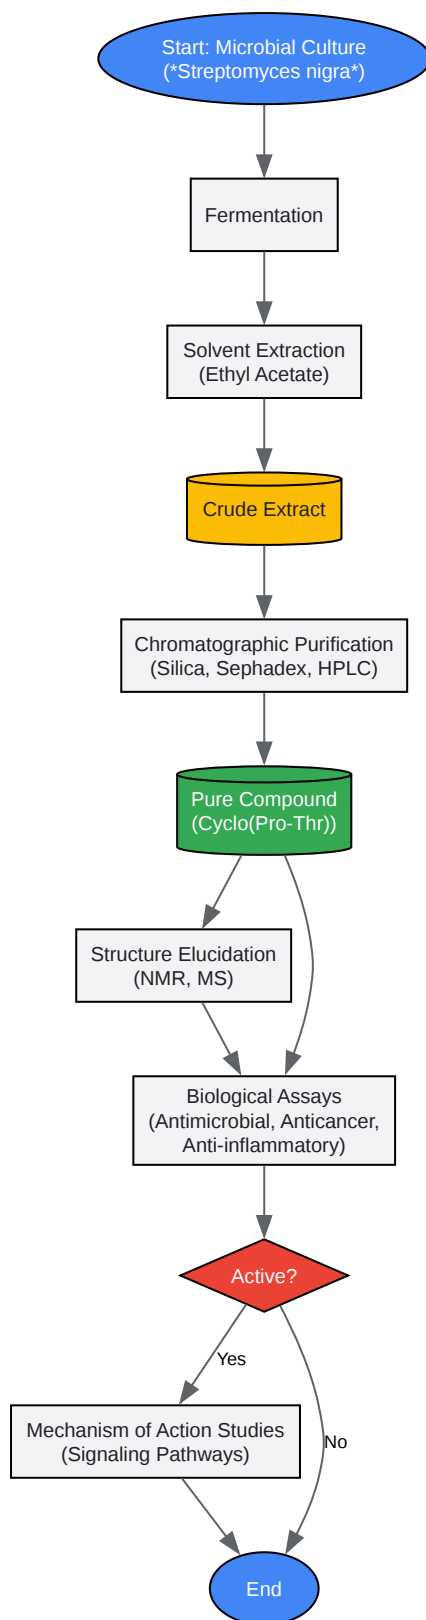 Start: Microbial Culture
(*Streptomyces nigra*)
Fermentation
Solvent Extraction
(Ethyl Acetate)
Crude Extract
Chromatographic Purification
(Silica, Sephadex, HPLC)
Pure Compound
(Cyclo(Pro-Thr))
Structure Elucidation
(NMR, MS)
Biological Assays
(Antimicrobial, Anticancer,
Anti-inflammatory)
Active?
Yes
Mechanism of Action Studies
(Signaling Pathways)
No
End